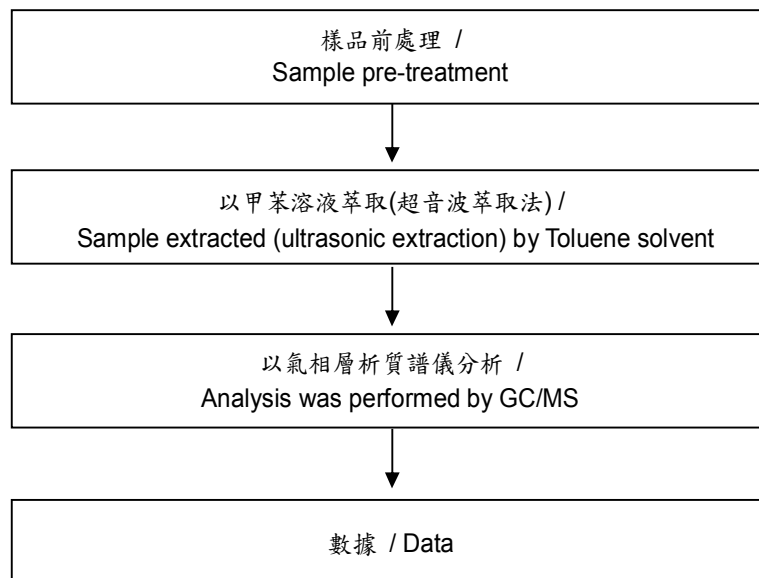 樣品前處理 /
Sample pre-treatment
以甲苯溶液萃取(超音波萃取法) /
Sample extracted (ultrasonic extraction) by Toluene solvent
以氣相層析質譜儀分析 /
Analysis was performed by GC/MS
數據 / Data